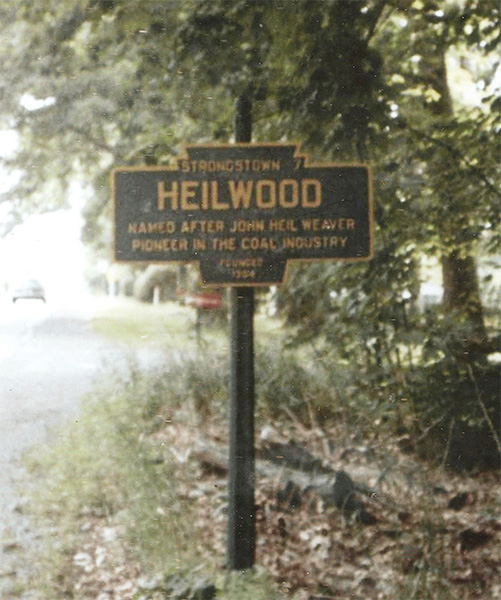 STRONGSTOWN 7
HEILWOOD
NAMED AFTER JOHN HEIL WEAVER
PIONEER IN THE COAL INDUSTRY
FOUNDED
1904